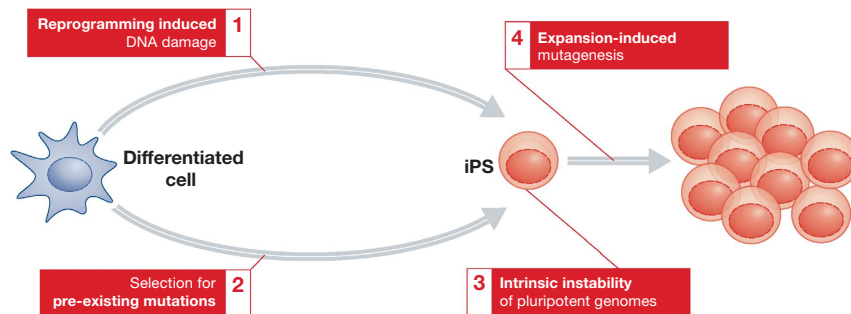 Reprogramming induced
DNA damage
1
4
Expansion-induced
mutagenesis
Differentiated
cell
iPS
Selection for
pre-existing mutations
2
3
Intrinsic instability
of pluripotent genomes